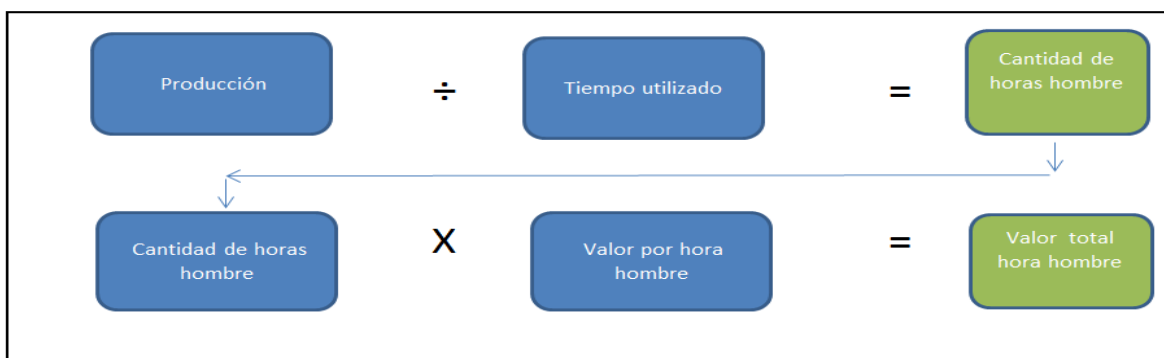 Producción
÷
Tiempo utilizado
=
Cantidad de
horas hombre
Cantidad de horas
hombre
X
Valor por hora
hombre
=
Valor total
hora hombre